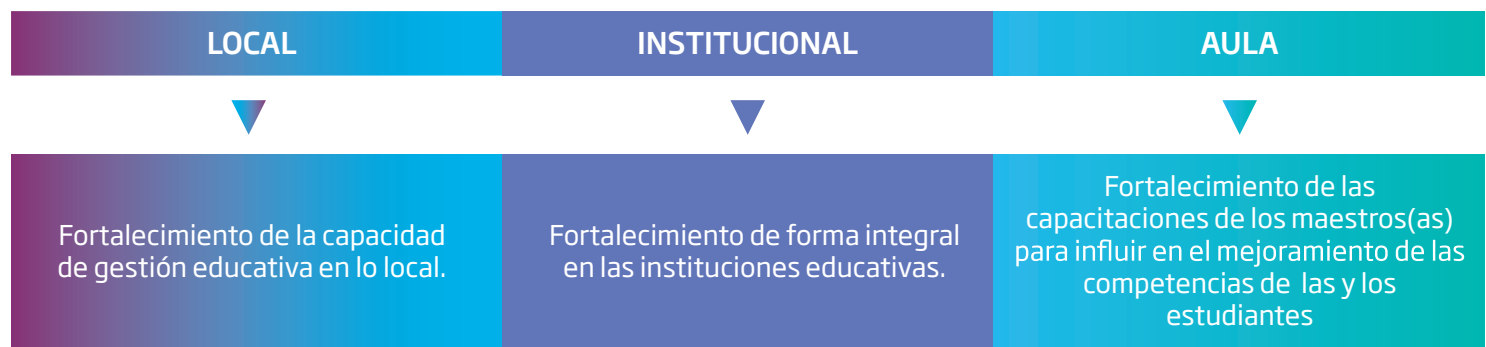 LOCAL
INSTITUCIONAL
AULA
Fortalecimiento de la capacidad
de gestión educativa en lo local.
Fortalecimiento de forma integral
en las instituciones educativas.
Fortalecimiento de las
capacitaciones de los maestros(as)
para influir en el mejoramiento de las
competencias de las y los
estudiantes